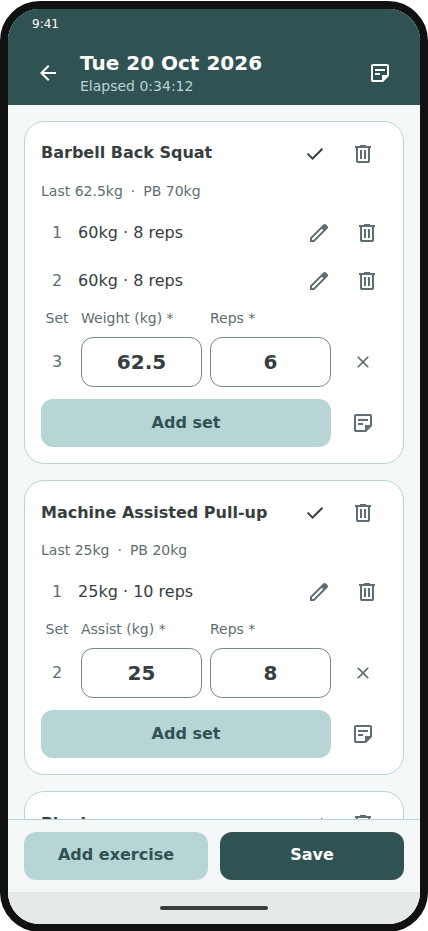 9:41
Tue 20 Oct 2026
Elapsed 0:34:12
Barbell Back Squat
Last 62.5kg · PB 70kg
1 60kg · 8 reps
2 60kg · 8 reps
Set Weight (kg) * Reps *
3 62.5 6
Add set
Machine Assisted Pull-up
Last 25kg · PB 20kg
1 25kg · 10 reps
Set Assist (kg) * Reps *
2 25 8
Add set
Add exercise Save